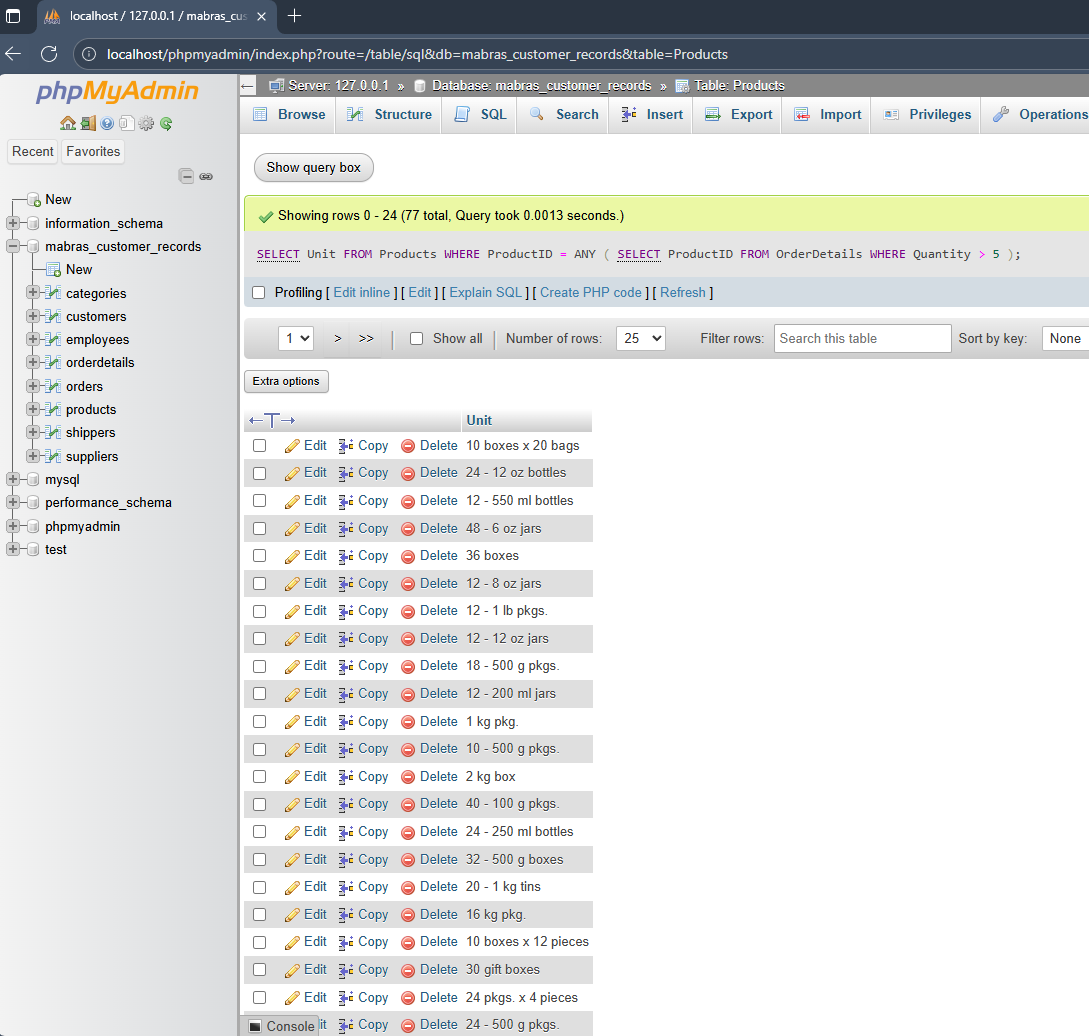 localhost / 127.0.0.1 / mabras_cus
localhost/phpmyadmin/index.php?route=/table/sql&db=mabras_customer_records&table=Products
phpMyAdmin
Recent Favorites
New
information_schema
mabras_customer_records
New
categories
customers
employees
orderdetails
orders
products
shippers
suppliers
mysql
performance_schema
phpmyadmin
test
Server: 127.0.0.1 » Database: mabras_customer_records » Table: Products
Browse Structure SQL Search Insert Export Import Privileges Operations
Show query box
Showing rows 0 - 24 (77 total, Query took 0.0013 seconds.)
SELECT Unit FROM Products WHERE ProductID = ANY ( SELECT ProductID FROM OrderDetails WHERE Quantity > 5 );
Profiling [ Edit inline ] [ Edit ] [ Explain SQL ] [ Create PHP code ] [ Refresh ]
1 > >> | Show all | Number of rows: 25 Filter rows: Search this table Sort by key: None
Extra options
←T→ Unit
Edit Copy Delete 10 boxes x 20 bags
Edit Copy Delete 24 - 12 oz bottles
Edit Copy Delete 12 - 550 ml bottles
Edit Copy Delete 48 - 6 oz jars
Edit Copy Delete 36 boxes
Edit Copy Delete 12 - 8 oz jars
Edit Copy Delete 12 - 1 lb pkgs.
Edit Copy Delete 12 - 12 oz jars
Edit Copy Delete 18 - 500 g pkgs.
Edit Copy Delete 12 - 200 ml jars
Edit Copy Delete 1 kg pkg.
Edit Copy Delete 10 - 500 g pkgs.
Edit Copy Delete 2 kg box
Edit Copy Delete 40 - 100 g pkgs.
Edit Copy Delete 24 - 250 ml bottles
Edit Copy Delete 32 - 500 g boxes
Edit Copy Delete 20 - 1 kg tins
Edit Copy Delete 16 kg pkg.
Edit Copy Delete 10 boxes x 12 pieces
Edit Copy Delete 30 gift boxes
Edit Copy Delete 24 pkgs. x 4 pieces
Console it Copy Delete 24 - 500 g pkgs.